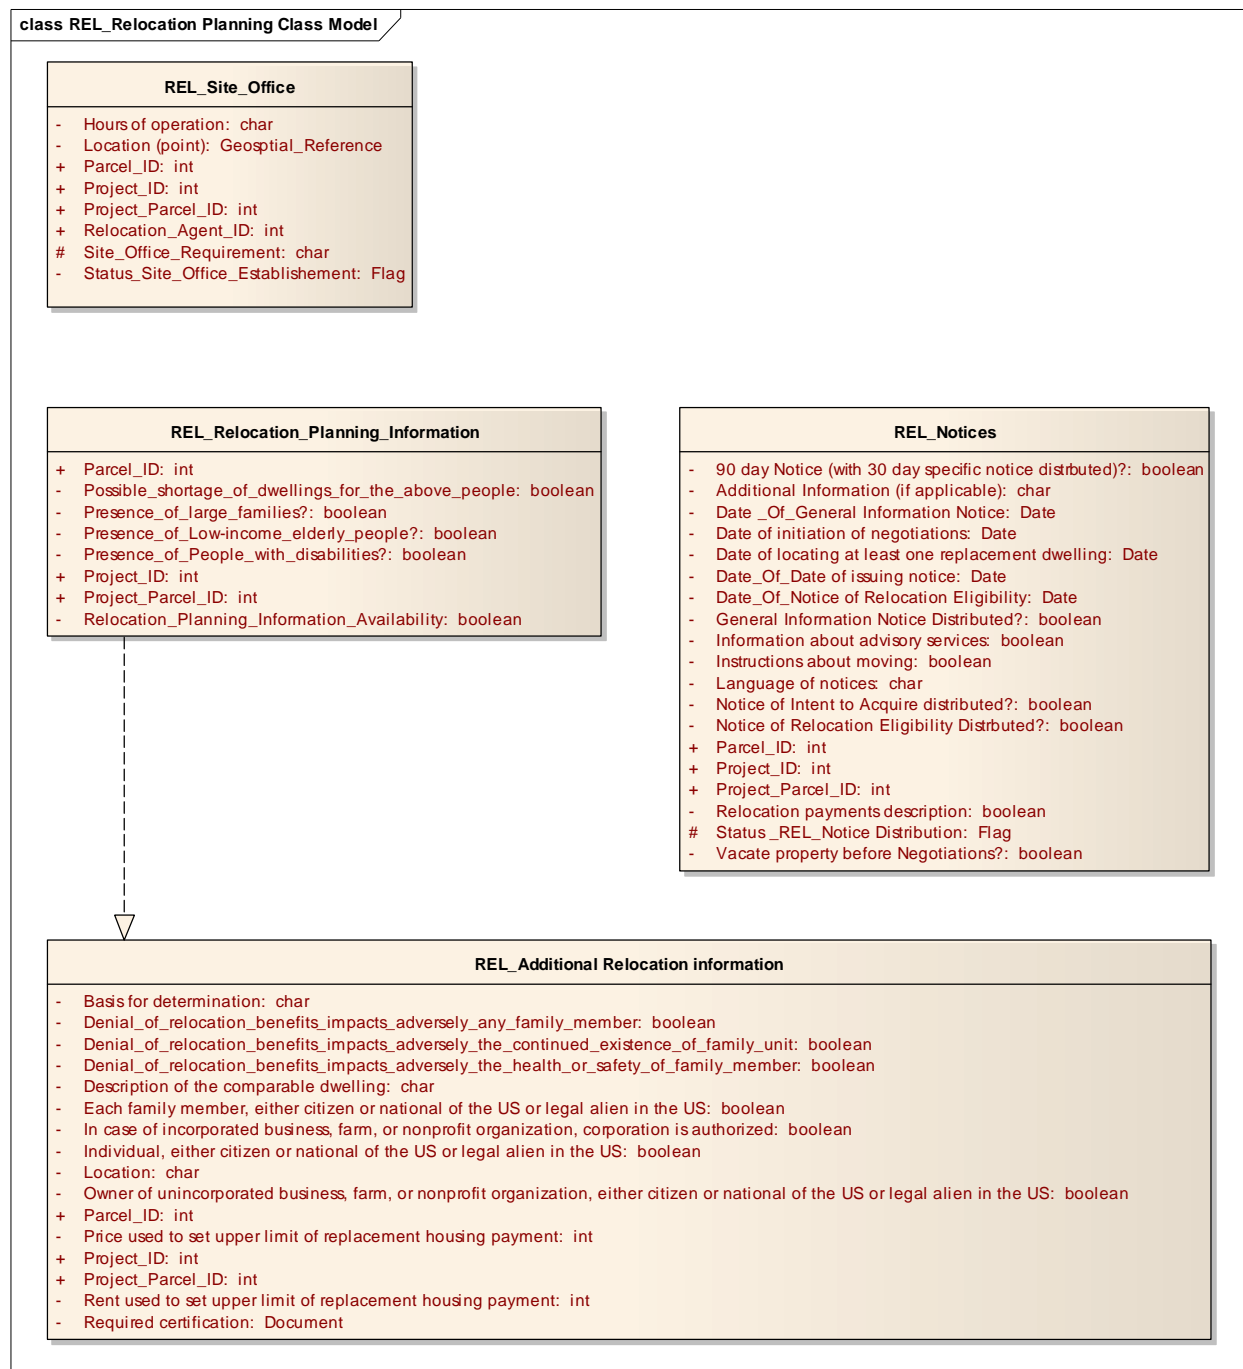 class REL_Relocation Planning Class Model
REL_Site_Office
- Hours of operation: char
- Location (point): Geosptial_Reference
+ Parcel_ID: int
+ Project_ID: int
+ Project_Parcel_ID: int
+ Relocation_Agent_ID: int
# Site_Office_Requirement: char
- Status_Site_Office_Establishement: Flag
REL_Relocation_Planning_Information
+ Parcel_ID: int
- Possible_shortage_of_dwellings_for_the_above_people: boolean
- Presence_of_large_families?: boolean
- Presence_of_Low-income_elderly_people?: boolean
- Presence_of_People_with_disabilities?: boolean
+ Project_ID: int
+ Project_Parcel_ID: int
- Relocation_Planning_Information_Availability: boolean
REL_Notices
- 90 day Notice (with 30 day specific notice distrbuted)?: boolean
- Additional Information (if applicable): char
- Date _Of_General Information Notice: Date
- Date of initiation of negotiations: Date
- Date of locating at least one replacement dwelling: Date
- Date_Of_Date of issuing notice: Date
- Date_Of_Notice of Relocation Eligibility: Date
- General Information Notice Distributed?: boolean
- Information about advisory services: boolean
- Instructions about moving: boolean
- Language of notices: char
- Notice of Intent to Acquire distributed?: boolean
- Notice of Relocation Eligibility Distrbuted?: boolean
+ Parcel_ID: int
+ Project_ID: int
+ Project_Parcel_ID: int
- Relocation payments description: boolean
# Status _REL_Notice Distribution: Flag
- Vacate property before Negotiations?: boolean
REL_Additional Relocation information
- Basis for determination: char
- Denial_of_relocation_benefits_impacts_adversely_any_family_member: boolean
- Denial_of_relocation_benefits_impacts_adversely_the_continued_existence_of_family_unit: boolean
- Denial_of_relocation_benefits_impacts_adversely_the_health_or_safety_of_family_member: boolean
- Description of the comparable dwelling: char
- Each family member, either citizen or national of the US or legal alien in the US: boolean
- In case of incorporated business, farm, or nonprofit organization, corporation is authorized: boolean
- Individual, either citizen or national of the US or legal alien in the US: boolean
- Location: char
- Owner of unincorporated business, farm, or nonprofit organization, either citizen or national of the US or legal alien in the US: boolean
+ Parcel_ID: int
- Price used to set upper limit of replacement housing payment: int
+ Project_ID: int
+ Project_Parcel_ID: int
- Rent used to set upper limit of replacement housing payment: int
- Required certification: Document